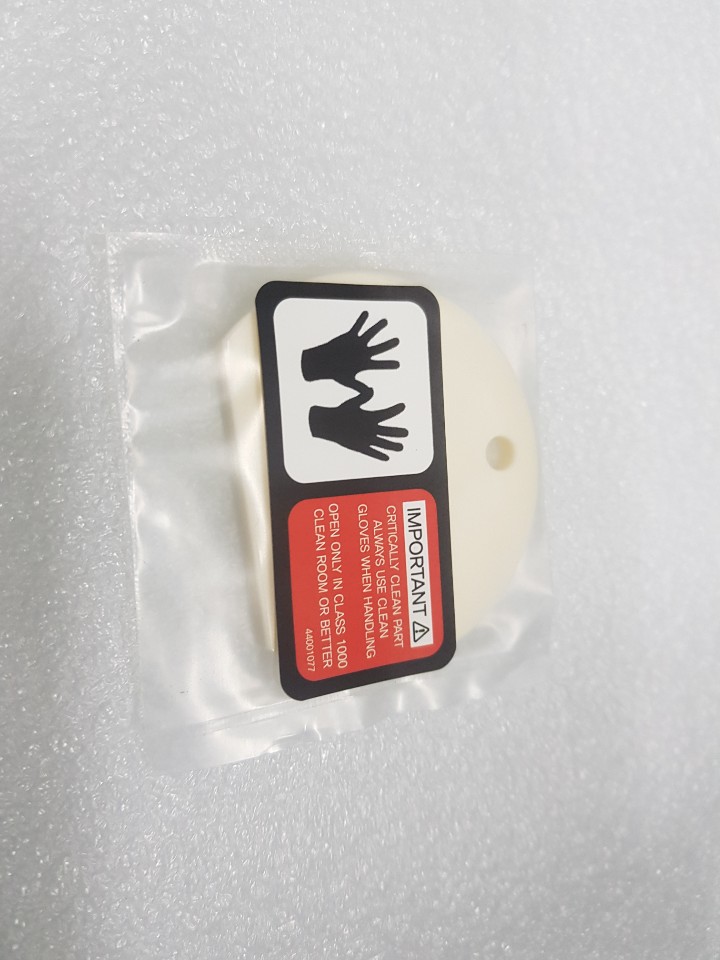 IMPORTANT
CRITICALLY CLEAN PART
ALWAYS USE CLEAN
GLOVES WHEN HANDLING
OPEN ONLY IN CLASS 1000
CLEAN ROOM OR BETTER
44001077